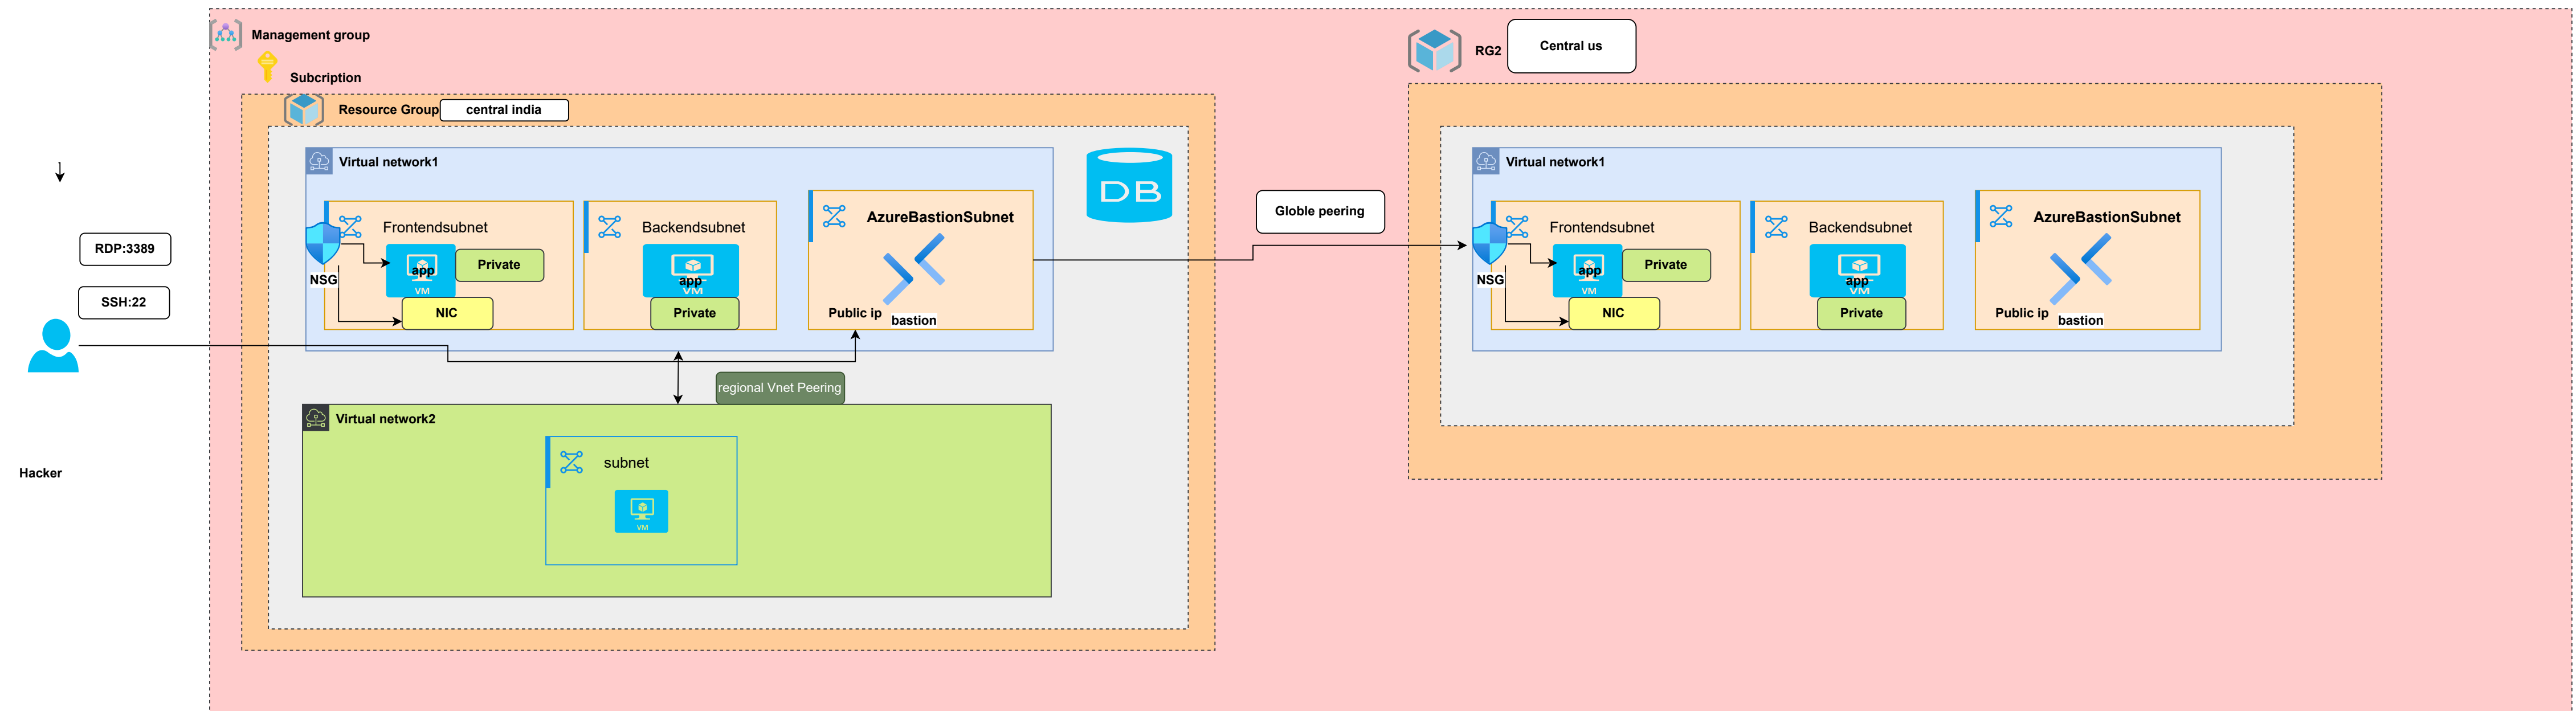 Management group
Subcription
Resource Group
central india
RG2
Central us
Virtual network1
Frontendsubnet
app
VM
Private
NSG
NIC
Backendsubnet
app
VM
Private
AzureBastionSubnet
Public ip
bastion
DB
Globle peering
Virtual network1
Frontendsubnet
app
VM
Private
NSG
NIC
Backendsubnet
app
VM
Private
AzureBastionSubnet
Public ip
bastion
RDP:3389
SSH:22
Hacker
regional Vnet Peering
Virtual network2
subnet
VM